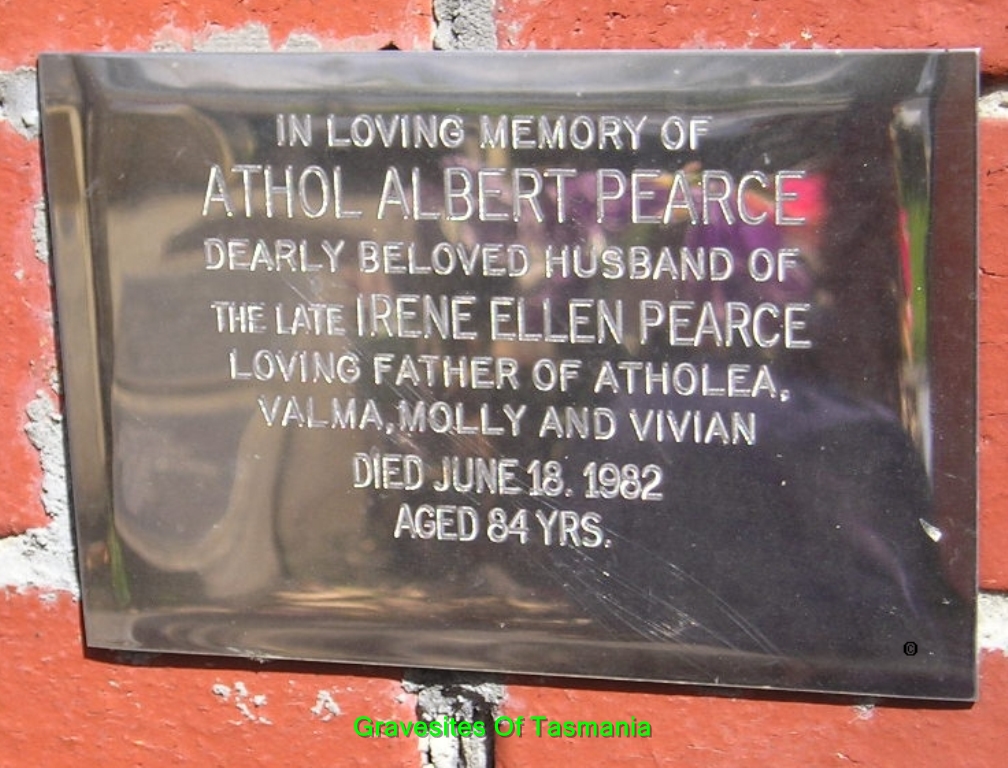 IN LOVING MEMORY OF
ATHOL ALBERT PEARCE
DEARLY BELOVED HUSBAND OF
THE LATE IRENE ELLEN PEARCE
LOVING FATHER OF ATHOLEA,
VALMA, MOLLY AND VIVIAN
DIED JUNE 18. 1982
AGED 84 YRS.
©
Gravesites Of Tasmania